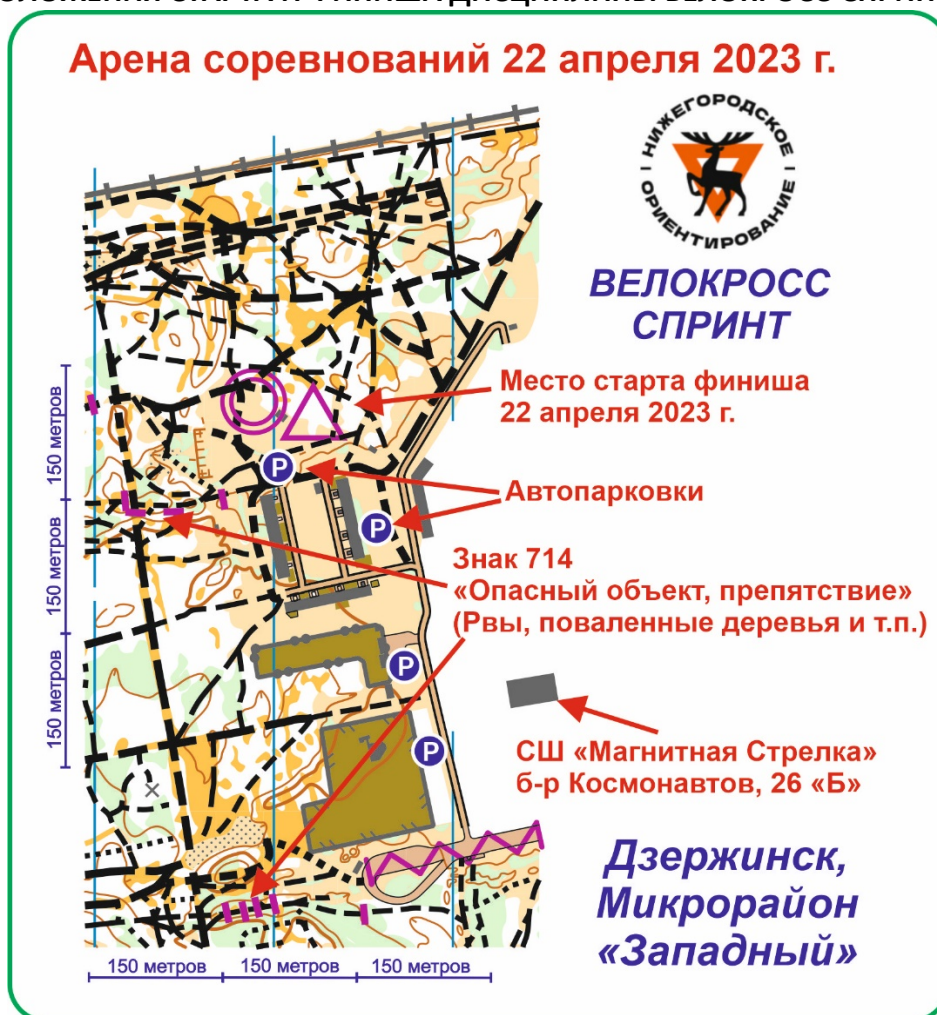 Арена соревнований 22 апреля 2023 г.
НИЖЕГОРОДСКОЕ
ОРИЕНТИРОВАНИЕ
ВЕЛОКРОСС
СПРИНТ
Место старта финиша
22 апреля 2023 г.
150 метров
P
Автопарковки
P
150 метров
Знак 714
«Опасный объект, препятствие»
(Рвы, поваленные деревья и т.п.)
P
150 метров
P
СШ «Магнитная Стрелка»
б-р Космонавтов, 26 «Б»
Дзержинск,
Микрорайон
«Западный»
150 метров 150 метров 150 метров